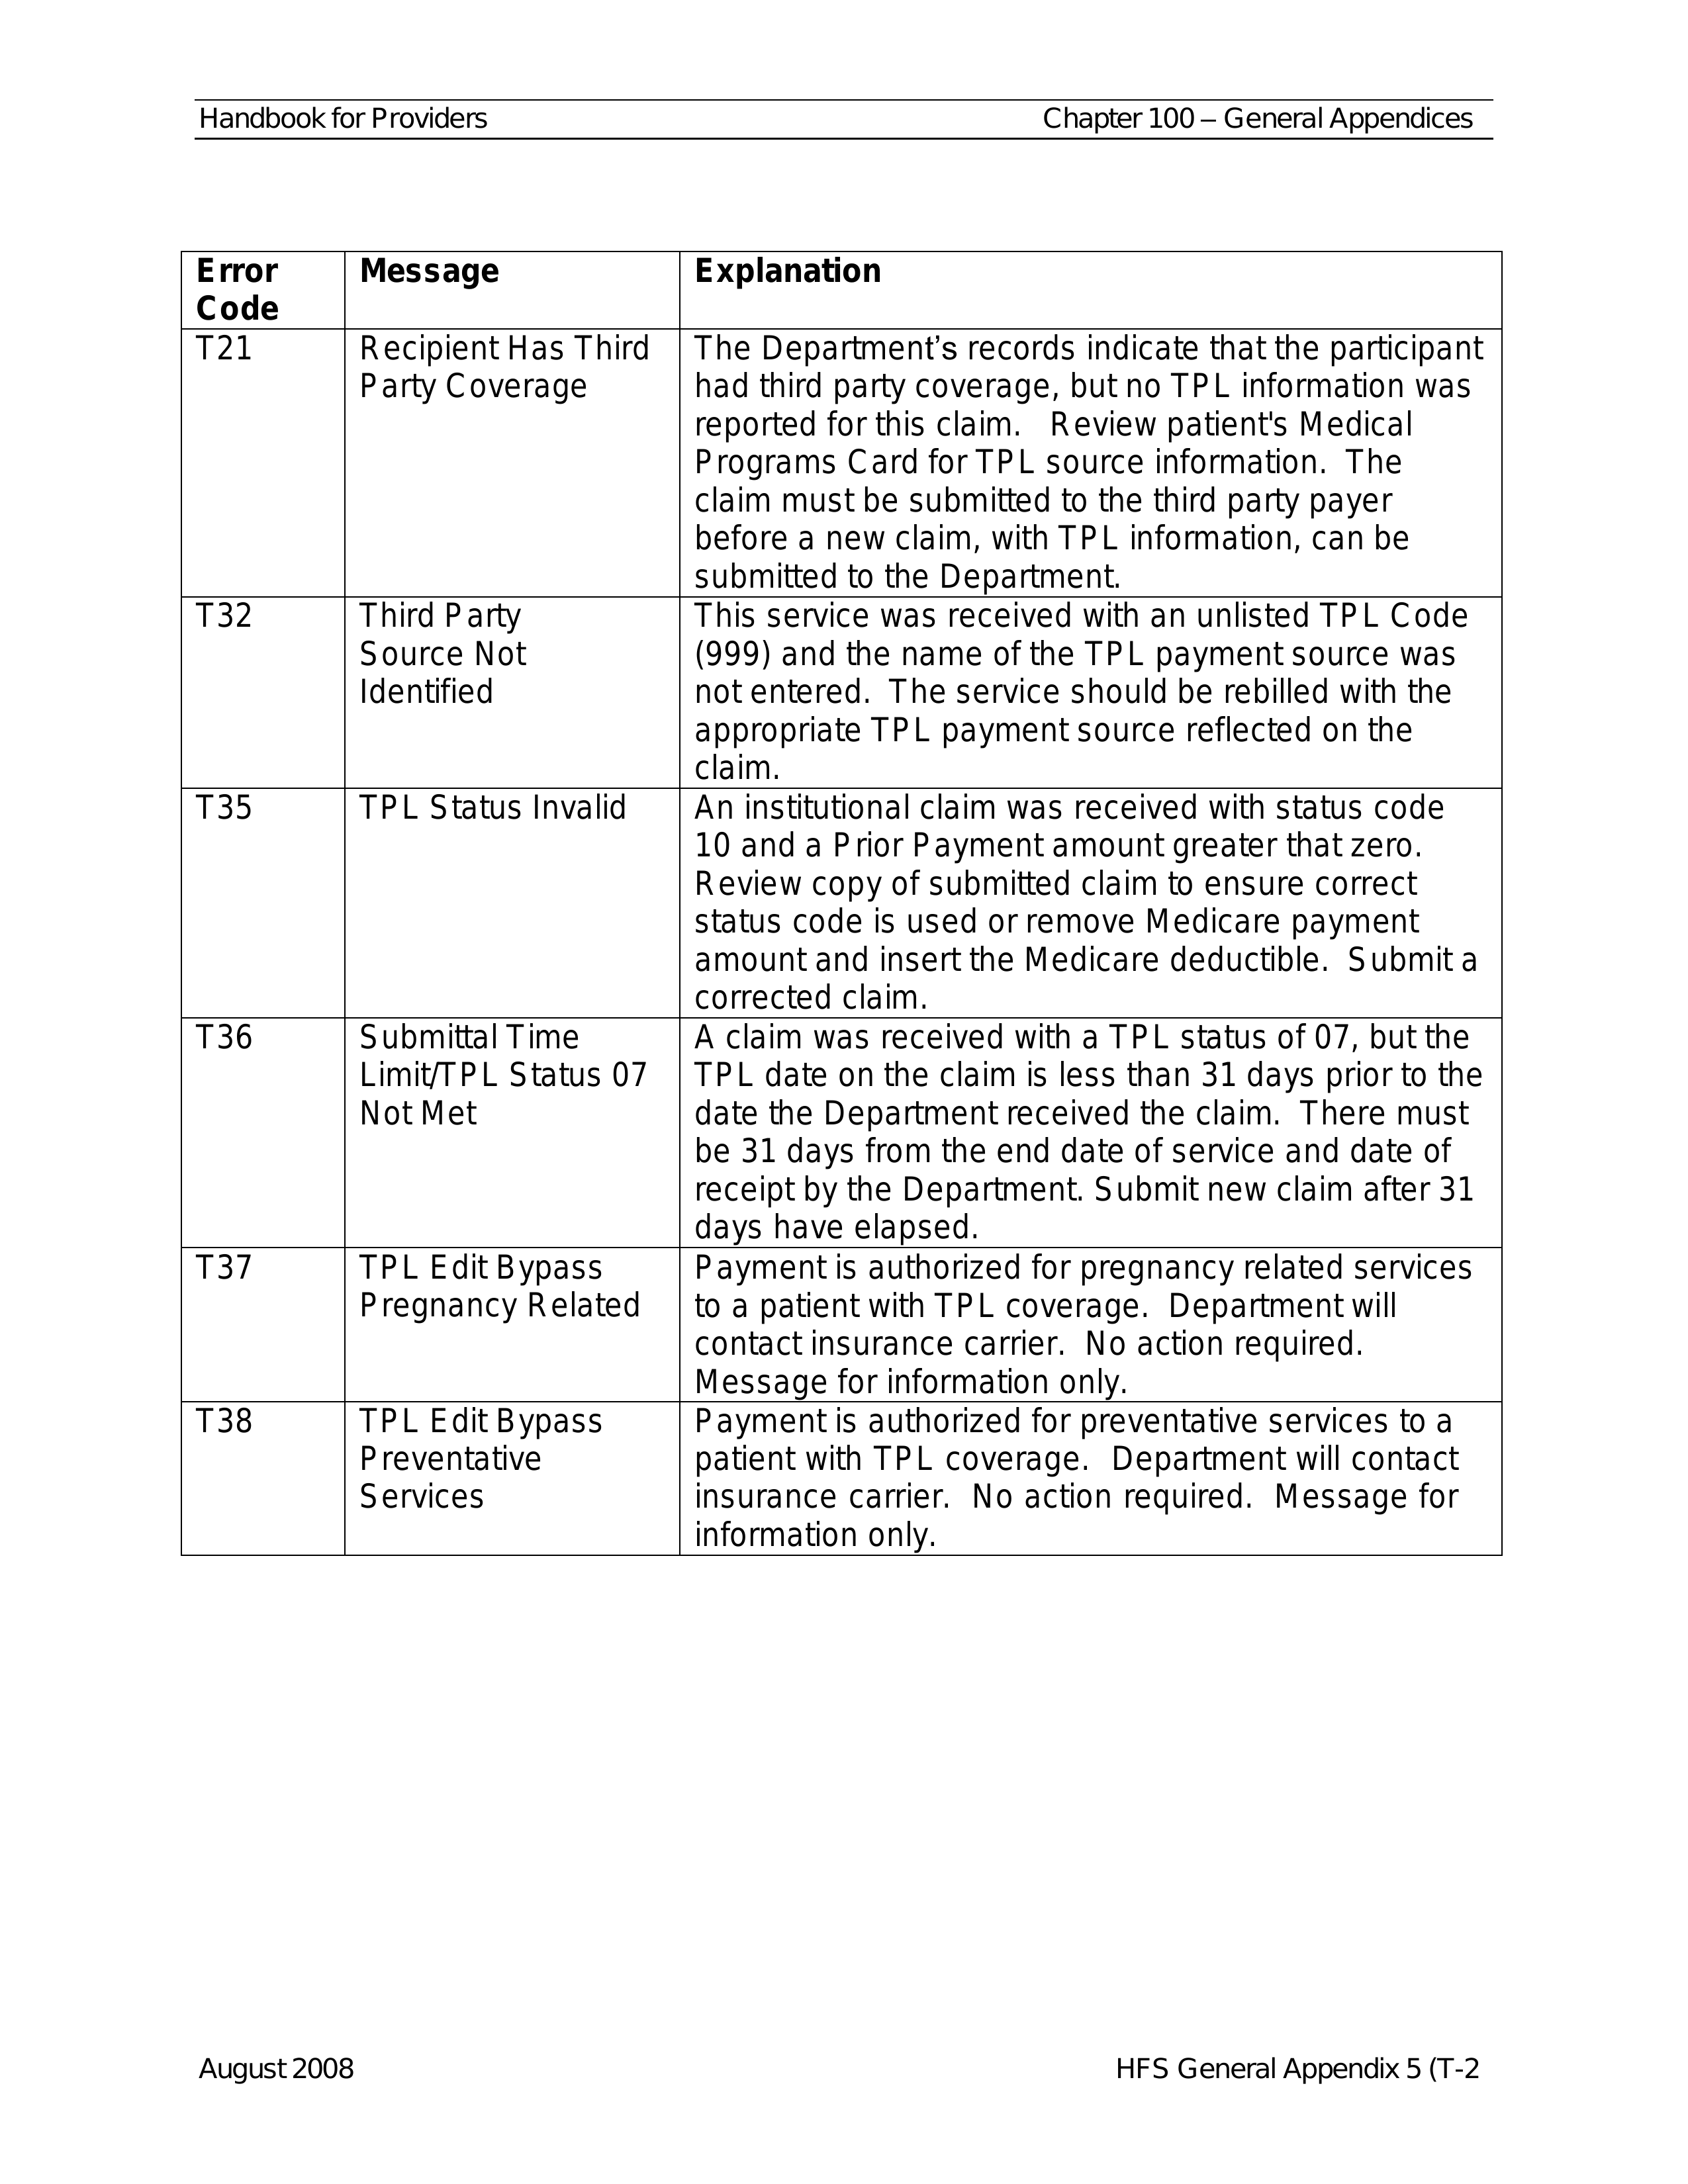 Handbook for Providers
Chapter 100 – General Appendices
Error
Code
Message
Explanation
T21
Recipient Has Third
Party Coverage
The Department’s records indicate that the participant
had third party coverage, but no TPL information was
reported for this claim.   Review patient's Medical
Programs Card for TPL source information.  The
claim must be submitted to the third party payer
before a new claim, with TPL information, can be
submitted to the Department.
T32
Third Party
Source Not
Identified
This service was received with an unlisted TPL Code
(999) and the name of the TPL payment source was
not entered.  The service should be rebilled with the
appropriate TPL payment source reflected on the
claim.
T35
TPL Status Invalid
An institutional claim was received with status code
10 and a Prior Payment amount greater that zero.
Review copy of submitted claim to ensure correct
status code is used or remove Medicare payment
amount and insert the Medicare deductible.  Submit a
corrected claim.
T36
Submittal Time
Limit/TPL Status 07
Not Met
A claim was received with a TPL status of 07, but the
TPL date on the claim is less than 31 days prior to the
date the Department received the claim.  There must
be 31 days from the end date of service and date of
receipt by the Department. Submit new claim after 31
days have elapsed.
T37
TPL Edit Bypass
Pregnancy Related
Payment is authorized for pregnancy related services
to a patient with TPL coverage.  Department will
contact insurance carrier.  No action required.
Message for information only.
T38
TPL Edit Bypass
Preventative
Services
Payment is authorized for preventative services to a
patient with TPL coverage.  Department will contact
insurance carrier.  No action required.  Message for
information only.
August 2008
HFS General Appendix 5 (T-2